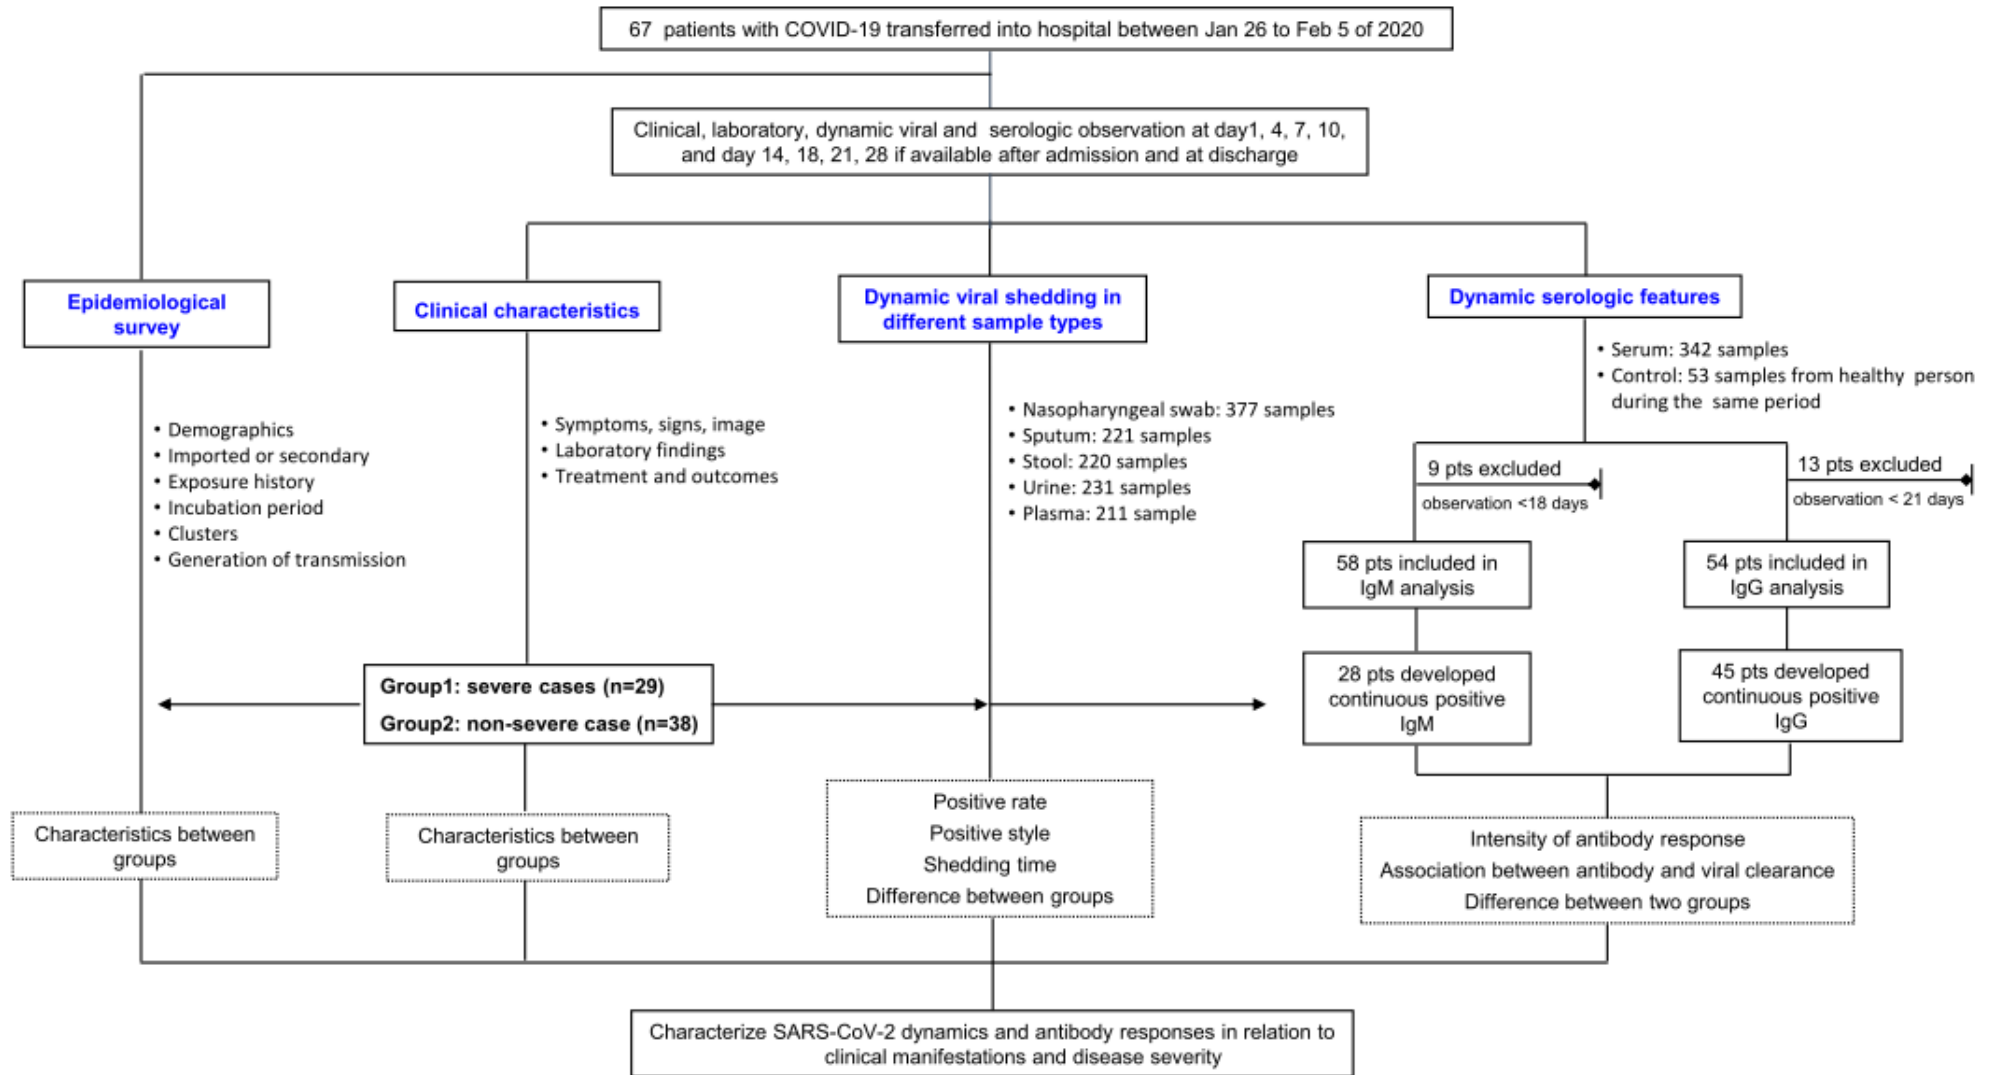 67 patients with COVID-19 transferred into hospital between Jan 26 to Feb 5 of 2020
Clinical, laboratory, dynamic viral and serologic observation at day1, 4, 7, 10,
and day 14, 18, 21, 28 if available after admission and at discharge
Epidemiological
survey
Clinical characteristics
Dynamic viral shedding in
different sample types
Dynamic serologic features
• Demographics
• Imported or secondary
• Exposure history
• Incubation period
• Clusters
• Generation of transmission
• Symptoms, signs, image
• Laboratory findings
• Treatment and outcomes
• Nasopharyngeal swab: 377 samples
• Sputum: 221 samples
• Stool: 220 samples
• Urine: 231 samples
• Plasma: 211 sample
• Serum: 342 samples
• Control: 53 samples from healthy person
during the same period
9 pts excluded
observation <18 days
13 pts excluded
observation < 21 days
58 pts included in
IgM analysis
54 pts included in
IgG analysis
28 pts developed
continuous positive
IgM
45 pts developed
continuous positive
IgG
Group1: severe cases (n=29)
Group2: non-severe case (n=38)
Characteristics between
groups
Characteristics between
groups
Positive rate
Positive style
Shedding time
Difference between groups
Intensity of antibody response
Association between antibody and viral clearance
Difference between two groups
Characterize SARS-CoV-2 dynamics and antibody responses in relation to
clinical manifestations and disease severity